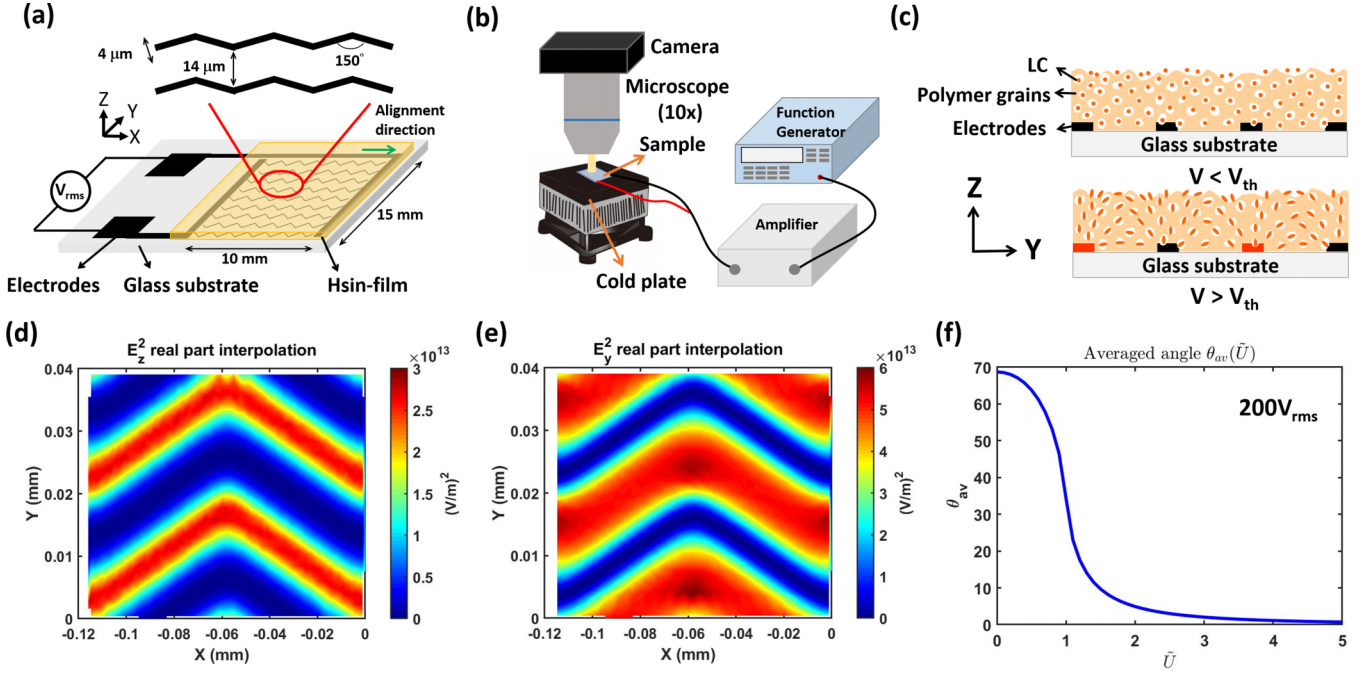 (a)
4 μm
14 μm
150°
Z
Y
X
Alignment
direction
Vrms
15 mm
10 mm
Electrodes
Glass substrate
Hsin-film
(b)
Camera
Microscope
(10x)
Sample
Function
Generator
Amplifier
Cold plate
(c)
LC
Polymer grains
Electrodes
Glass substrate
V < Vth
Z
Y
Glass substrate
V > Vth
(d)
E_z^2 real part interpolation
×10^13
0.04
0.03
0.02
0.01
0
Y (mm)
-0.12
-0.1
-0.08
-0.06
-0.04
-0.02
0
X (mm)
3
2.5
2
1.5
1
0.5
0
(V/m)^2
(e)
E_y^2 real part interpolation
×10^13
0.04
0.03
0.02
0.01
0
Y (mm)
-0.12
-0.1
-0.08
-0.06
-0.04
-0.02
0
X (mm)
6
5
4
3
2
1
0
(V/m)^2
(f)
Averaged angle θ_av(Ũ)
200Vrms
70
60
50
40
30
20
10
0
θ_av
0
1
2
3
4
5
Ũ